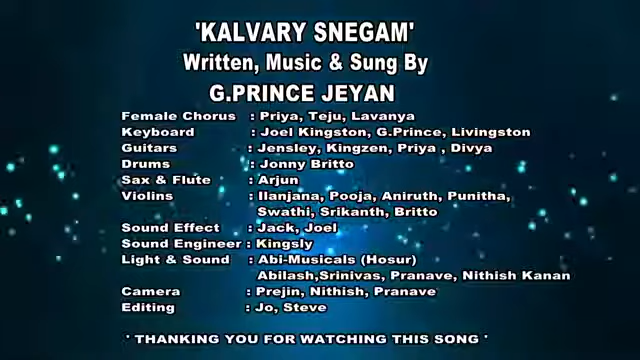 'KALVARY SNEGAM'
Written, Music & Sung By
G.PRINCE JEYAN
Female Chorus : Priya, Teju, Lavanya
Keyboard : Joel Kingston, G.Prince, Livingston
Guitars : Jensley, Kingzen, Priya , Divya
Drums : Jonny Britto
Sax & Flute : Arjun
Violins : Ilanjana, Pooja, Aniruth, Punitha,
Swathi, Srikanth, Britto
Sound Effect : Jack, Joel
Sound Engineer : Kingsly
Light & Sound : Abi-Musicals (Hosur)
Abilash,Srinivas, Pranave, Nithish Kanan
Camera : Prejin, Nithish, Pranave
Editing : Jo, Steve
' THANKING YOU FOR WATCHING THIS SONG '